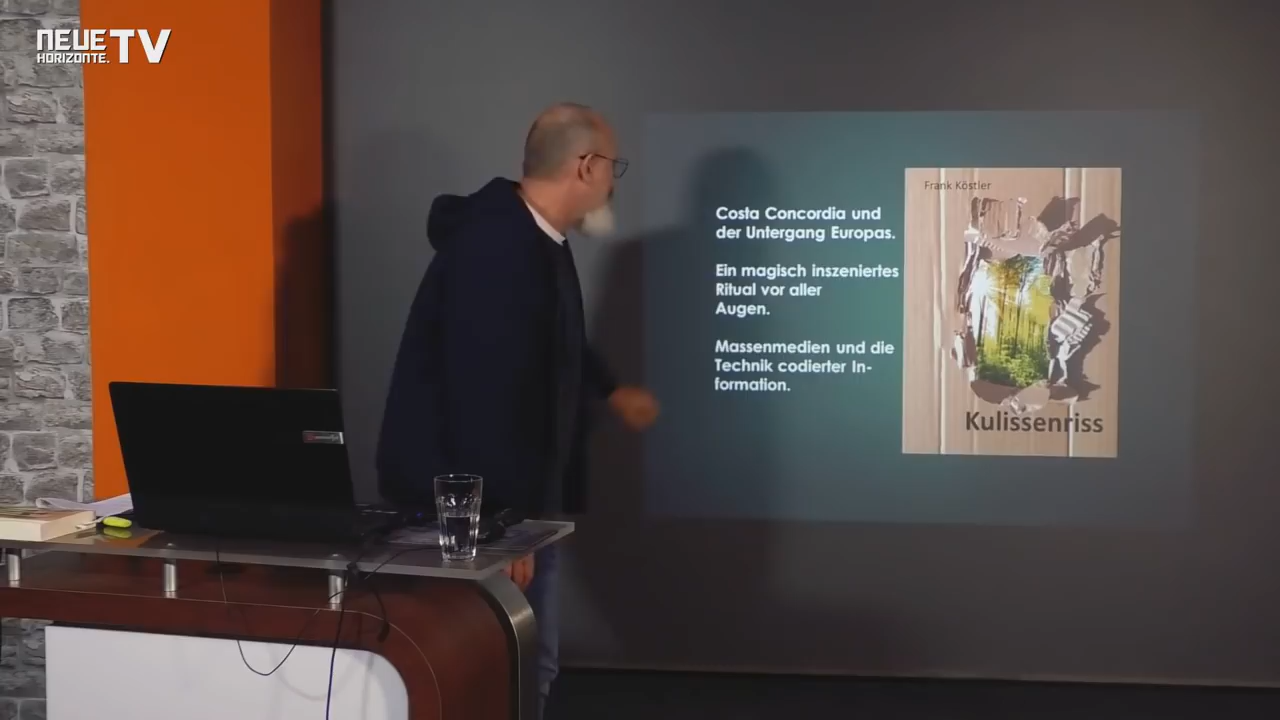 NEUE
HORIZONTE.
TV
Costa Concordia und
der Untergang Europas.
Ein magisch inszeniertes
Ritual vor aller
Augen.
Massenmedien und die
Technik codierter In-
formation.
Frank Köstler
Kulissenriss